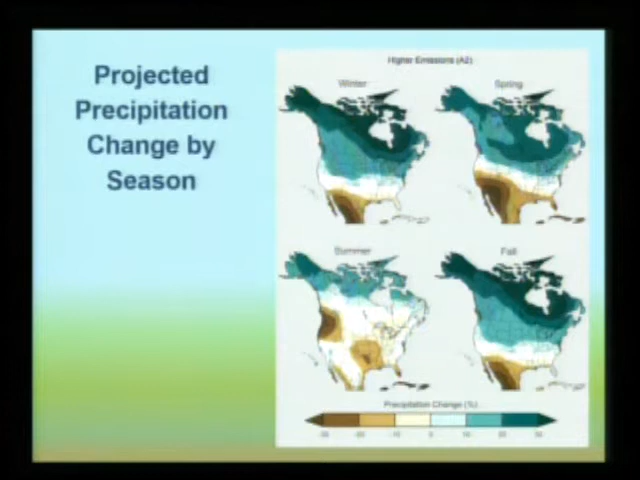 Projected
Precipitation
Change by
Season
Higher Emissions (A2)
Winter
Spring
Summer
Fall
Precipitation Change (%)